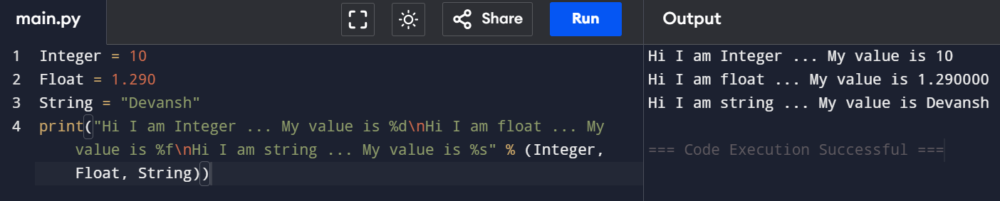 main.py
Share
Run
Output
1 Integer = 10
2 Float = 1.290
3 String = "Devansh"
4 print("Hi I am Integer ... My value is %d\nHi I am float ... My
value is %f\nHi I am string ... My value is %s" % (Integer,
Float, String))
Hi I am Integer ... My value is 10
Hi I am float ... My value is 1.290000
Hi I am string ... My value is Devansh
=== Code Execution Successful ===